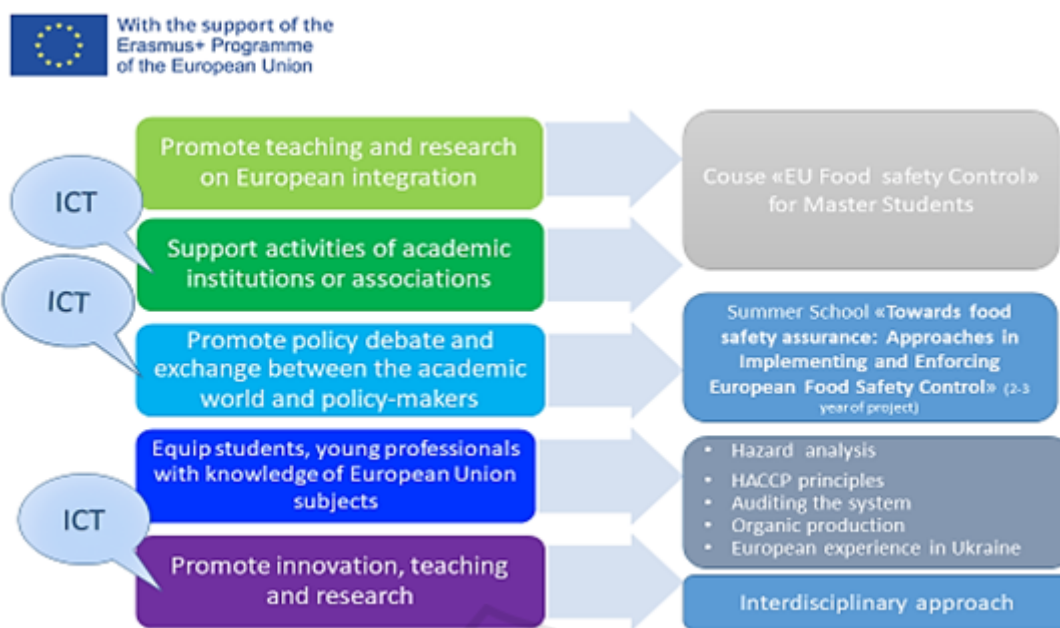 With the support of the
Erasmus+ Programme
of the European Union
Promote teaching and research
on European integration
Couse «EU Food safety Control»
for Master Students
ICT
Support activities of academic
institutions or associations
ICT
Promote policy debate and
exchange between the academic
world and policy-makers
Summer School «Towards food
safety assurance: Approaches in
Implementing and Enforcing
European Food Safety Control» (2-3
year of project)
Equip students, young professionals
with knowledge of European Union
subjects
• Hazard analysis
• HACCP principles
• Auditing the system
• Organic production
• European experience in Ukraine
ICT
Promote innovation, teaching
and research
Interdisciplinary approach